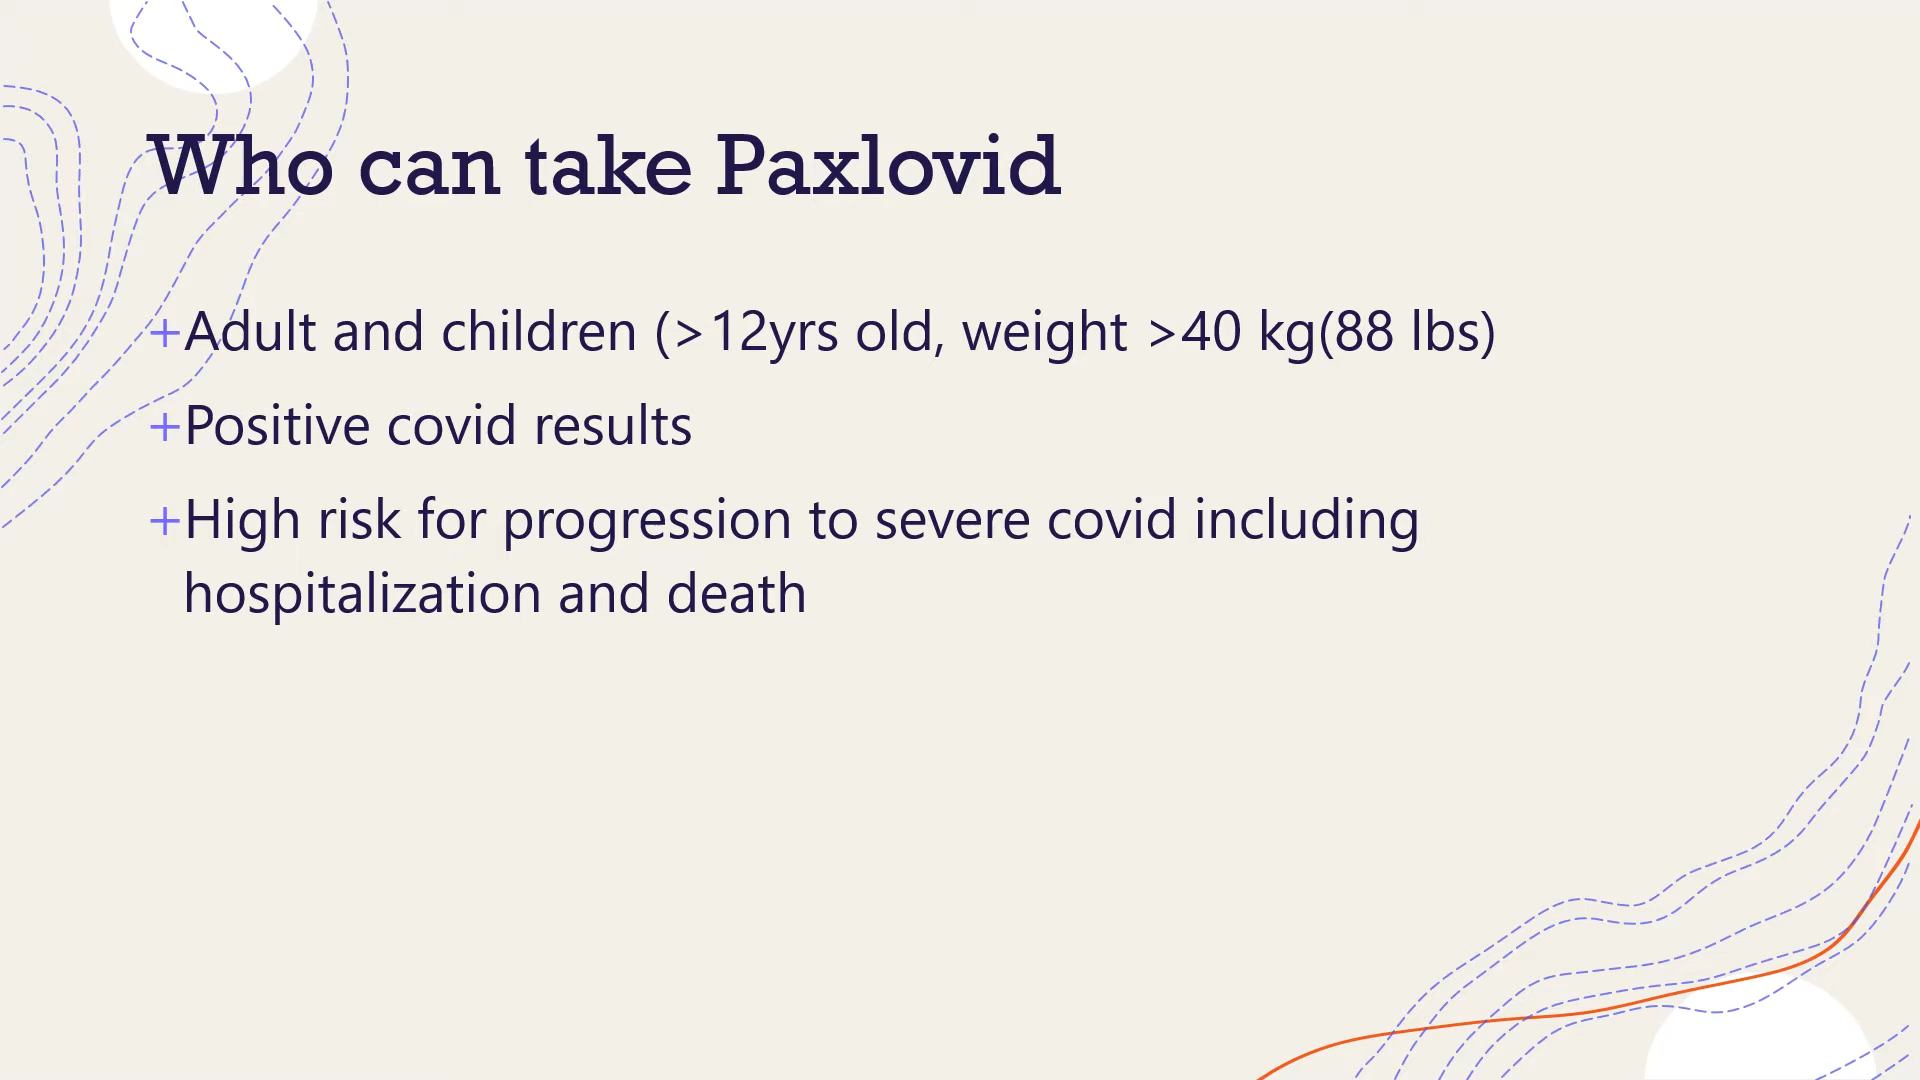 Who can take Paxlovid
+Adult and children (>12yrs old, weight >40 kg(88 lbs)
+Positive covid results
+High risk for progression to severe covid including
hospitalization and death